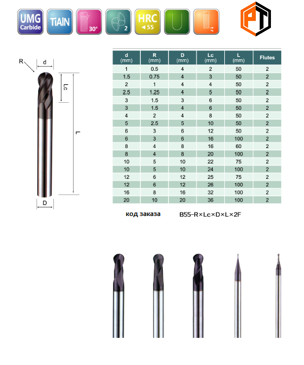 UMG Carbide
TiAlN
30°
2
HRC
≤55
PT
R
d
Lc
L
D
d (mm) R (mm) D (mm) Lc (mm) L (mm) Flutes
1 0.5 4 2 50 2
1.5 0.75 4 3 50 2
2 1 4 4 50 2
2.5 1.25 4 5 50 2
3 1.5 3 6 50 2
3 1.5 4 6 50 2
4 2 4 8 50 2
5 2.5 5 10 50 2
6 3 6 12 50 2
6 3 6 16 100 2
8 4 8 16 60 2
8 4 8 20 100 2
10 5 10 22 75 2
10 5 10 24 100 2
12 6 12 25 75 2
12 6 12 26 100 2
16 8 16 32 100 2
20 10 20 36 100 2
код заказа B55-R×Lc×D×L×2F